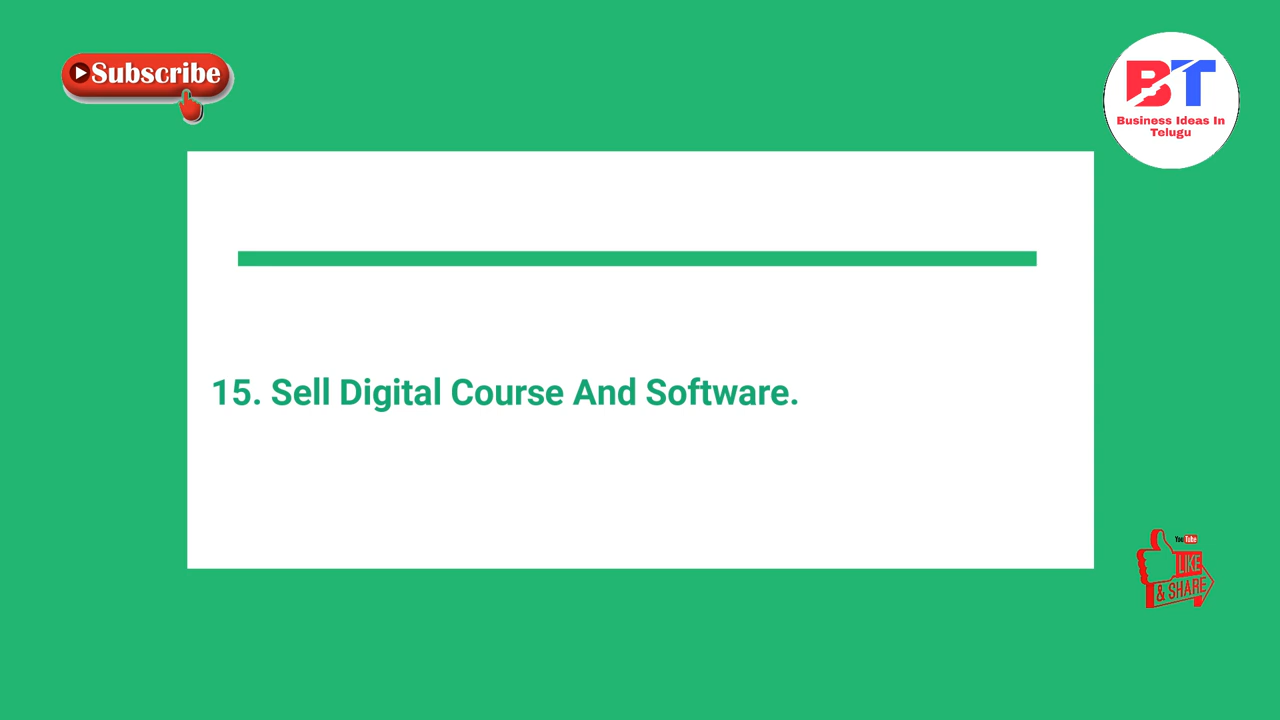 Subscribe
BT
Business Ideas In
Telugu
15. Sell Digital Course And Software.
YouTube
LIKE
& SHARE